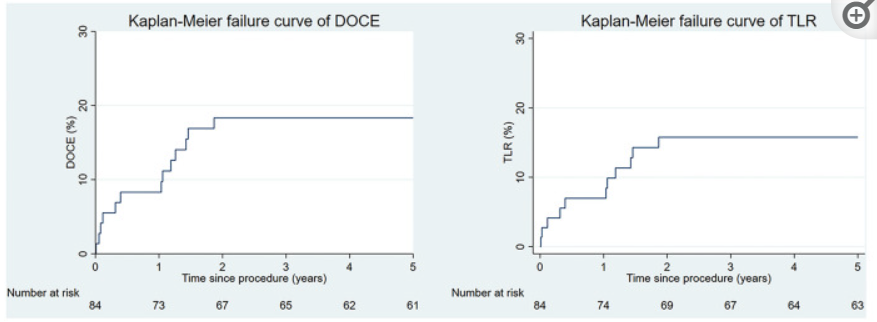 Kaplan-Meier failure curve of DOCE
30
20
10
0
DOCE (%)
0 1 2 3 4 5
Time since procedure (years)
Number at risk
84 73 67 65 62 61
Kaplan-Meier failure curve of TLR
30
20
10
0
TLR (%)
0 1 2 3 4 5
Time since procedure (years)
Number at risk
84 74 69 67 64 63